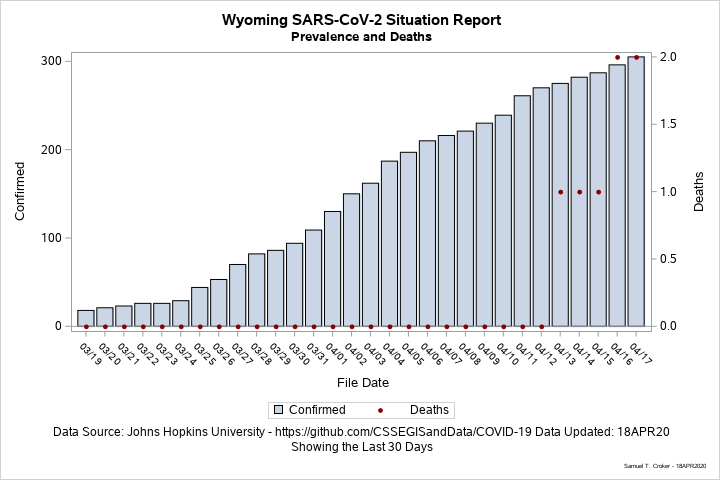 Wyoming SARS-CoV-2 Situation Report
Prevalence and Deaths
300
200
100
0
Confirmed
2.0
1.5
1.0
0.5
0.0
Deaths
03/19 03/20 03/21 03/22 03/23 03/24 03/25 03/26 03/27 03/28 03/29 03/30 03/31 04/01 04/02 04/03 04/04 04/05 04/06 04/07 04/08 04/09 04/10 04/11 04/12 04/13 04/14 04/15 04/16 04/17
File Date
Confirmed Deaths
Data Source: Johns Hopkins University - https://github.com/CSSEGISandData/COVID-19 Data Updated: 18APR20
Showing the Last 30 Days
Samuel T. Croker - 18APR2020